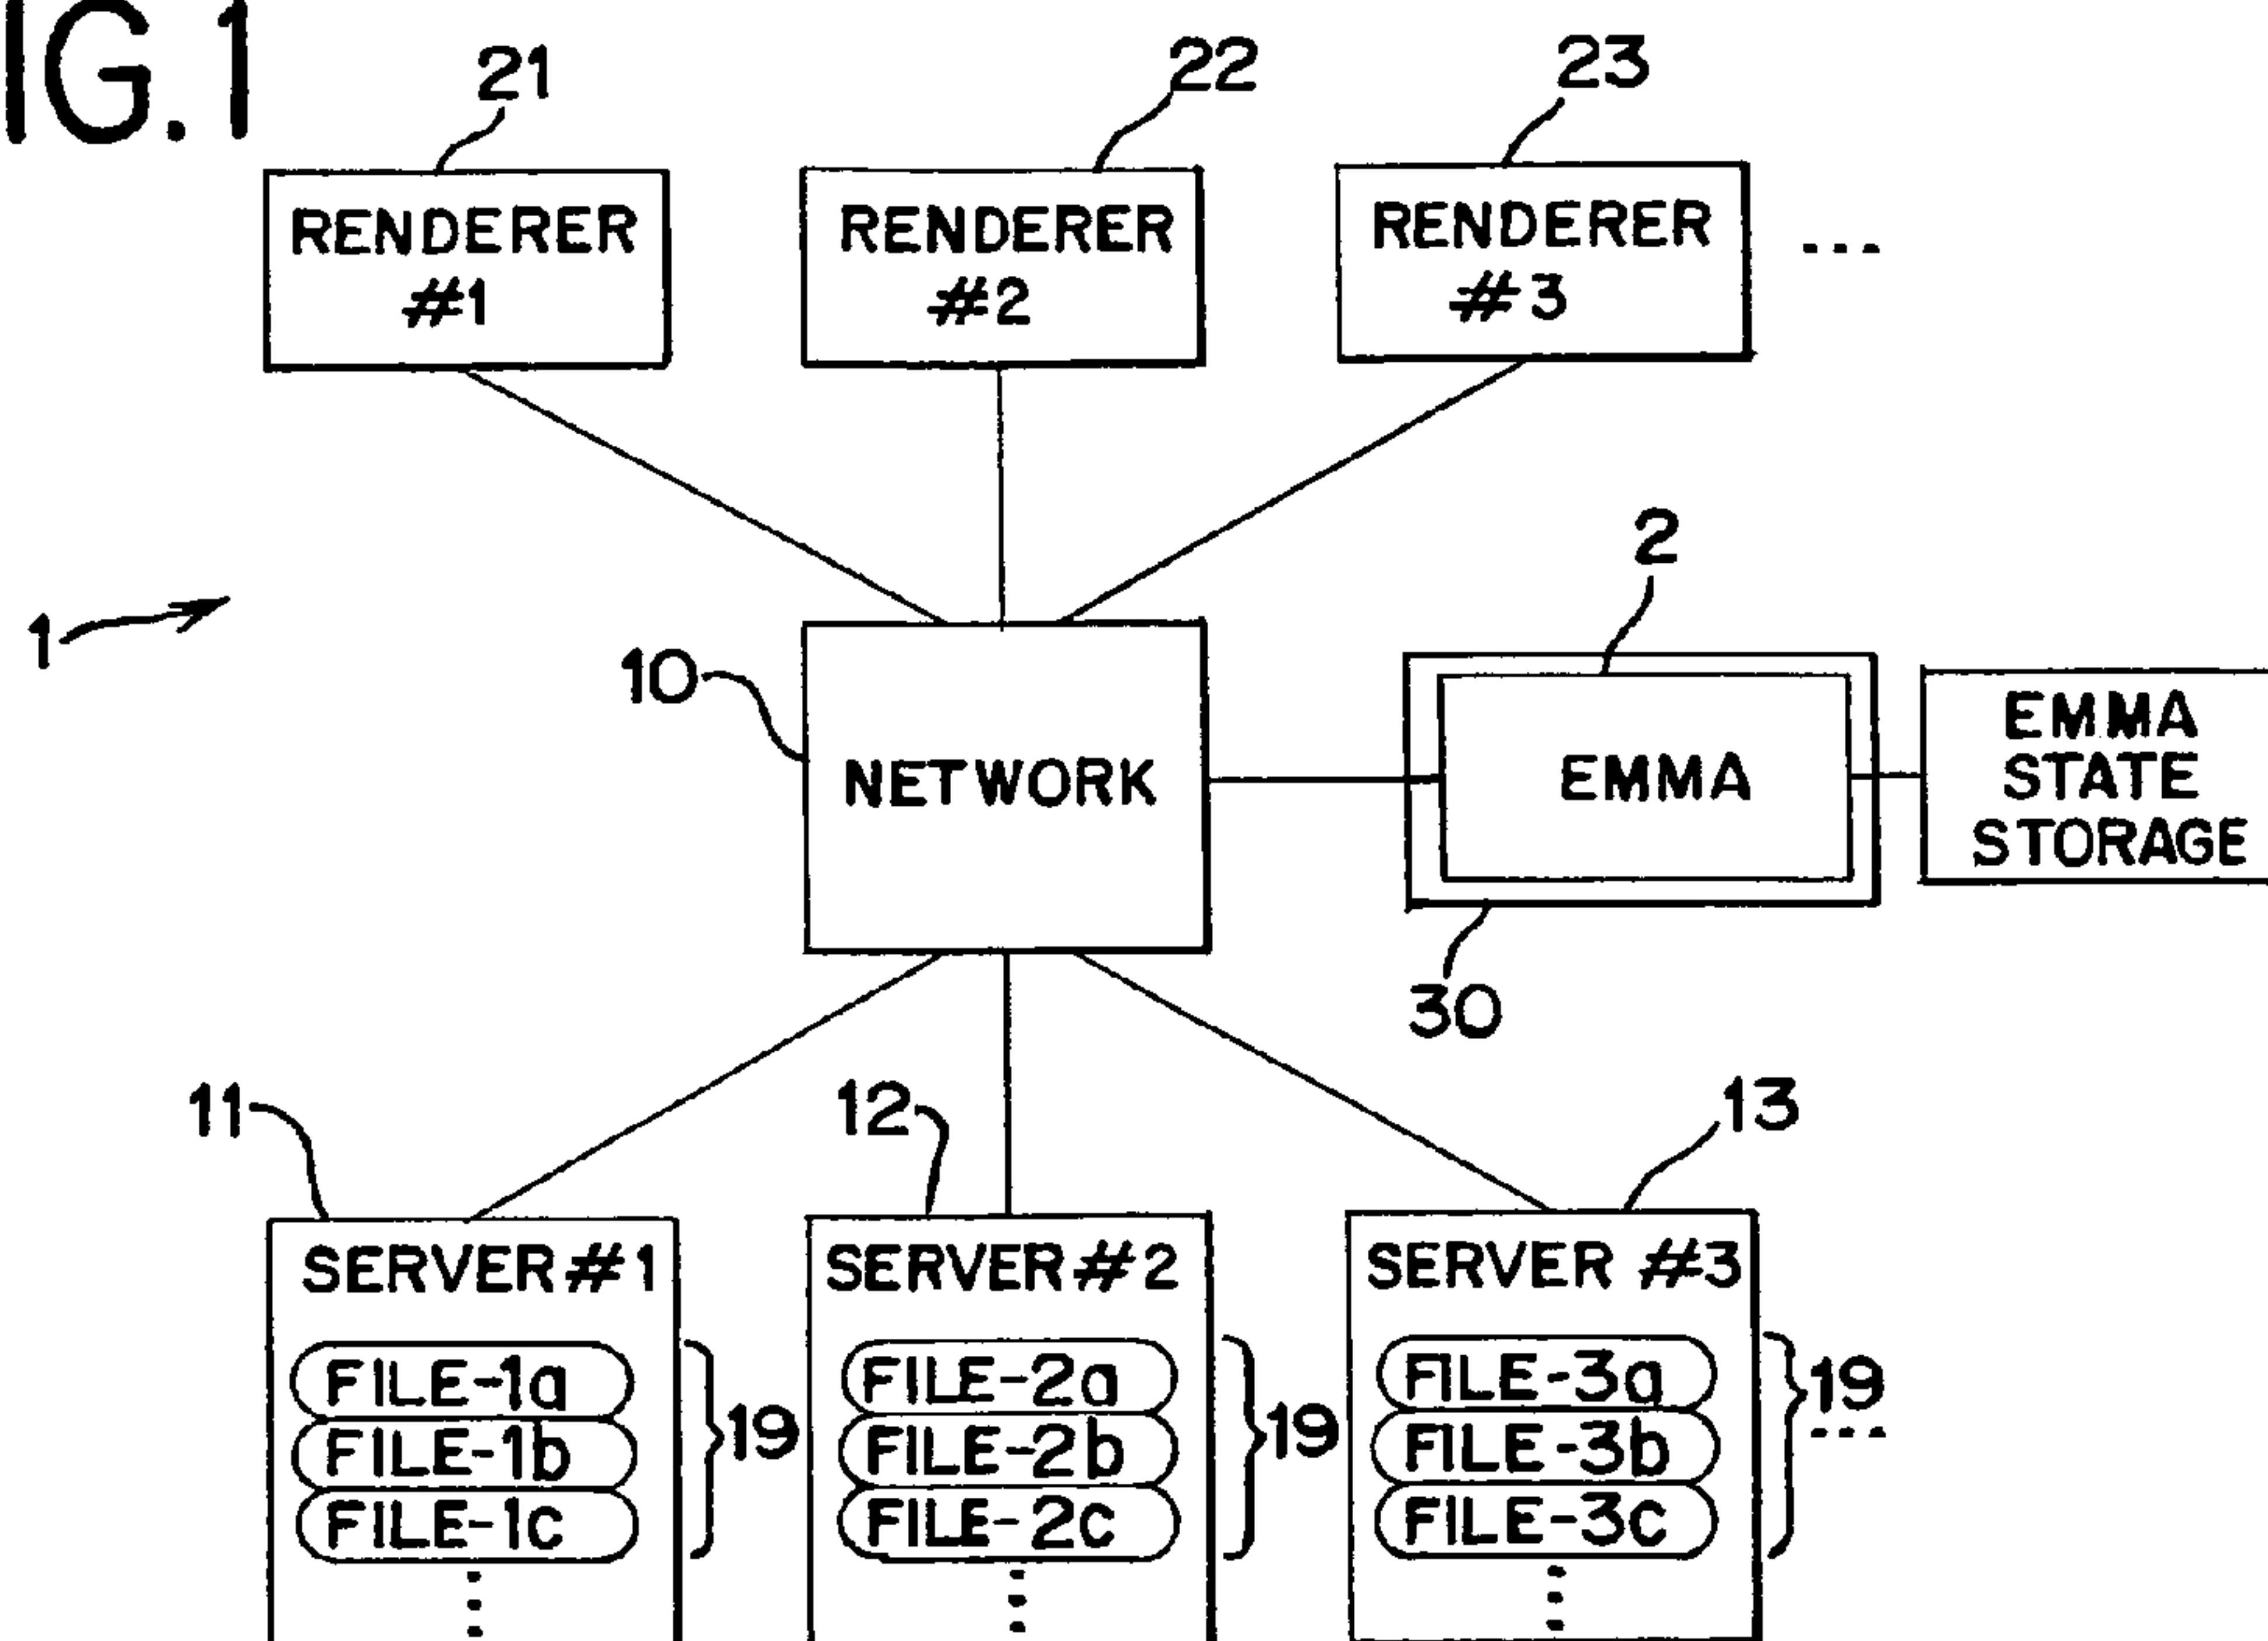 IG.1
21
22
23
RENDERER
#1
RENDERER
#2
RENDERER
#3
...
2
1
10
NETWORK
EMMA
EMMA
STATE
STORAGE
30
11
12
13
SERVER #1
SERVER #2
SERVER #3
FILE-1a
FILE-1b
FILE-1c
19
FILE-2a
FILE-2b
FILE-2c
19
FILE-3a
FILE-3b
FILE-3c
19
...